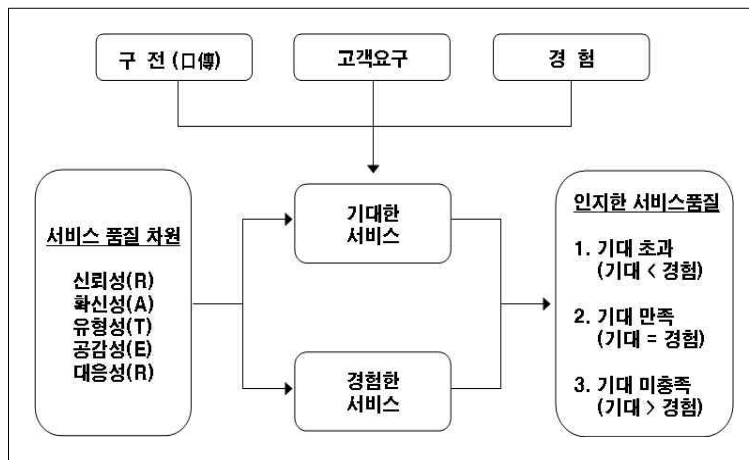 구 전 (口傳)
고객요구
경 험
서비스 품질 차원
신뢰성(R)
확신성(A)
유형성(T)
공감성(E)
대응성(R)
기대한
서비스
경험한
서비스
인지한 서비스품질
1. 기대 초과
(기대 < 경험)
2. 기대 만족
(기대 = 경험)
3. 기대 미충족
(기대 > 경험)